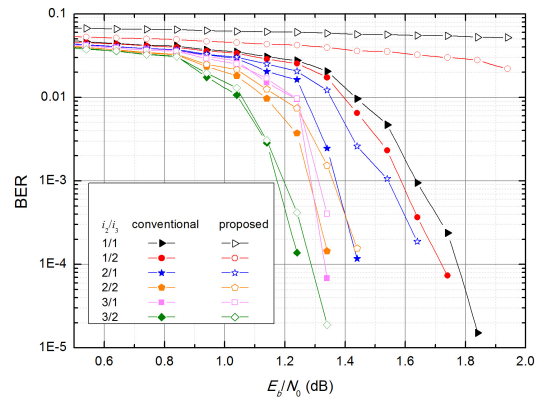 0.1
0.01
1E-3
1E-4
1E-5
BER
i₂/i₃ conventional proposed
1/1
1/2
2/1
2/2
3/1
3/2
0.6 0.8 1.0 1.2 1.4 1.6 1.8 2.0
E_b/N₀ (dB)